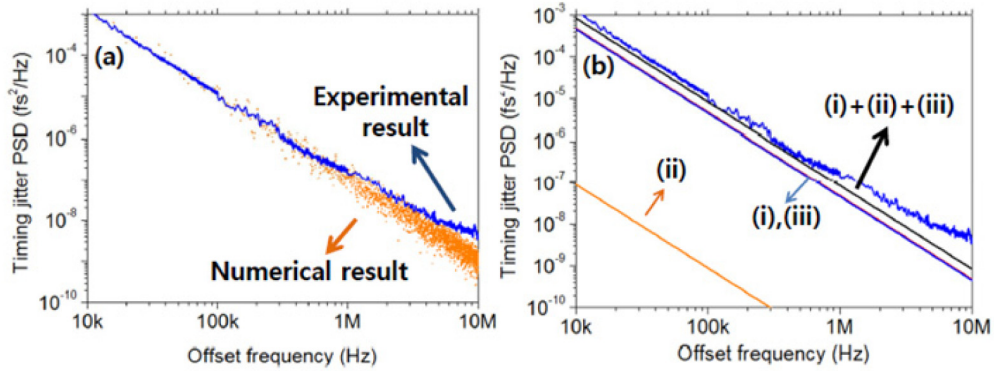 (a)
Experimental
result
Numerical result
Timing jitter PSD (fs²/Hz)
10⁻⁴
10⁻⁶
10⁻⁸
10⁻¹⁰
10k
100k
1M
10M
Offset frequency (Hz)
(b)
(i)+(ii)+(iii)
(ii)
(i),(iii)
Timing jitter PSD (fs²/Hz)
10⁻³
10⁻⁴
10⁻⁵
10⁻⁶
10⁻⁷
10⁻⁸
10⁻⁹
10⁻¹⁰
10k
100k
1M
10M
Offset frequency (Hz)